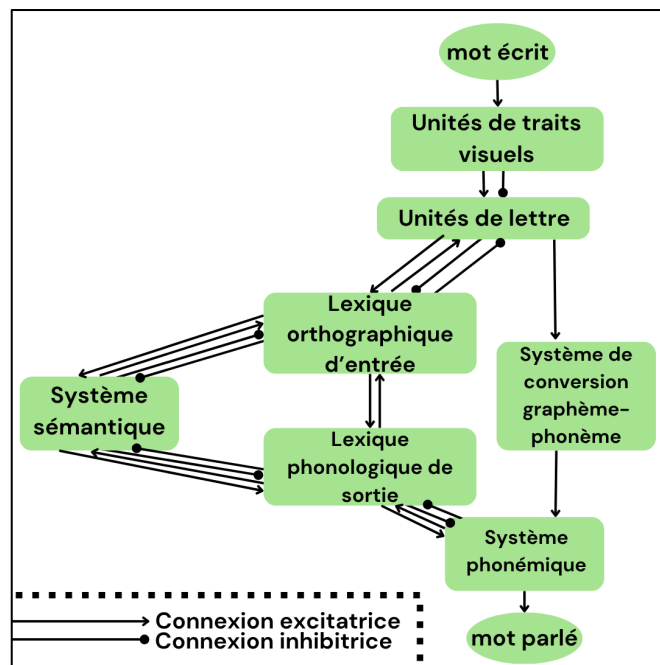 mot écrit
Unités de traits
visuels
Unités de lettre
Lexique
orthographique
d’entrée
Système de
conversion
graphème-
phonème
Système
sémantique
Lexique
phonologique de
sortie
Système
phonémique
mot parlé
Connexion excitatrice
Connexion inhibitrice